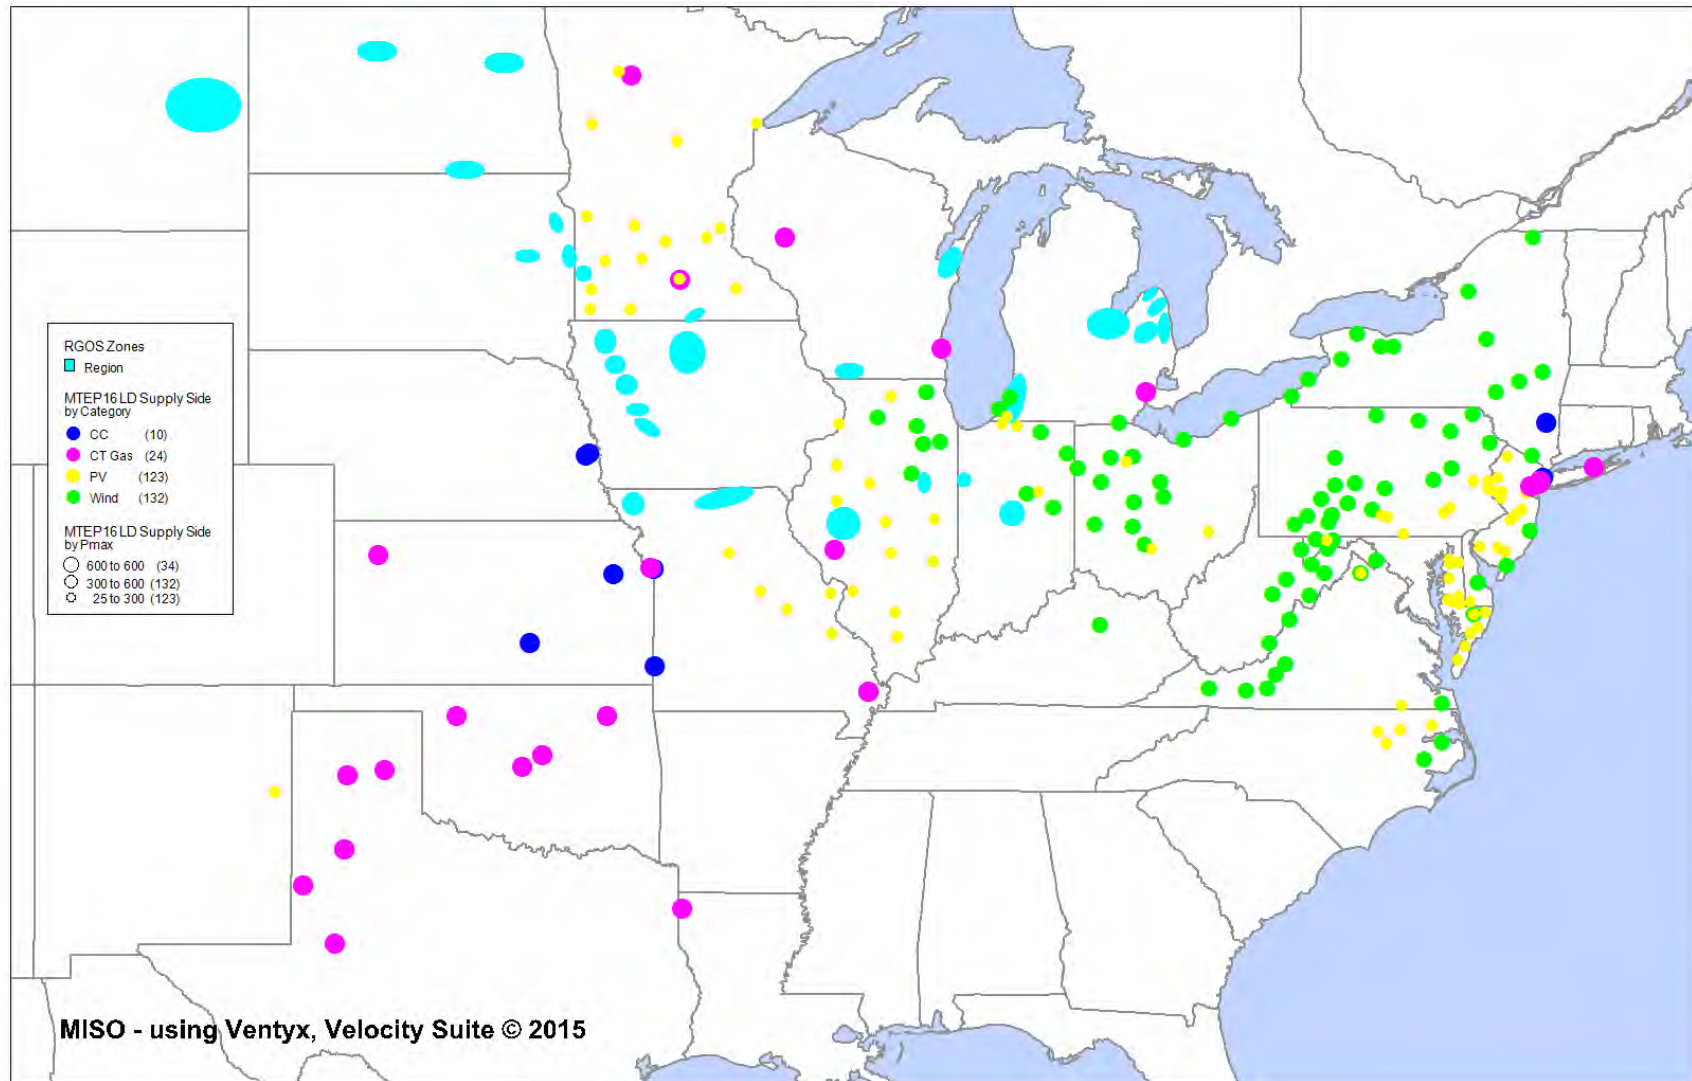 RGOS Zones
Region
MTEP16 LD Supply Side
by Category
CC (10)
CT Gas (24)
PV (123)
Wind (132)
MTEP16 LD Supply Side
by Pmax
600 to 600 (34)
300 to 600 (132)
25 to 300 (123)
MISO - using Ventyx, Velocity Suite © 2015